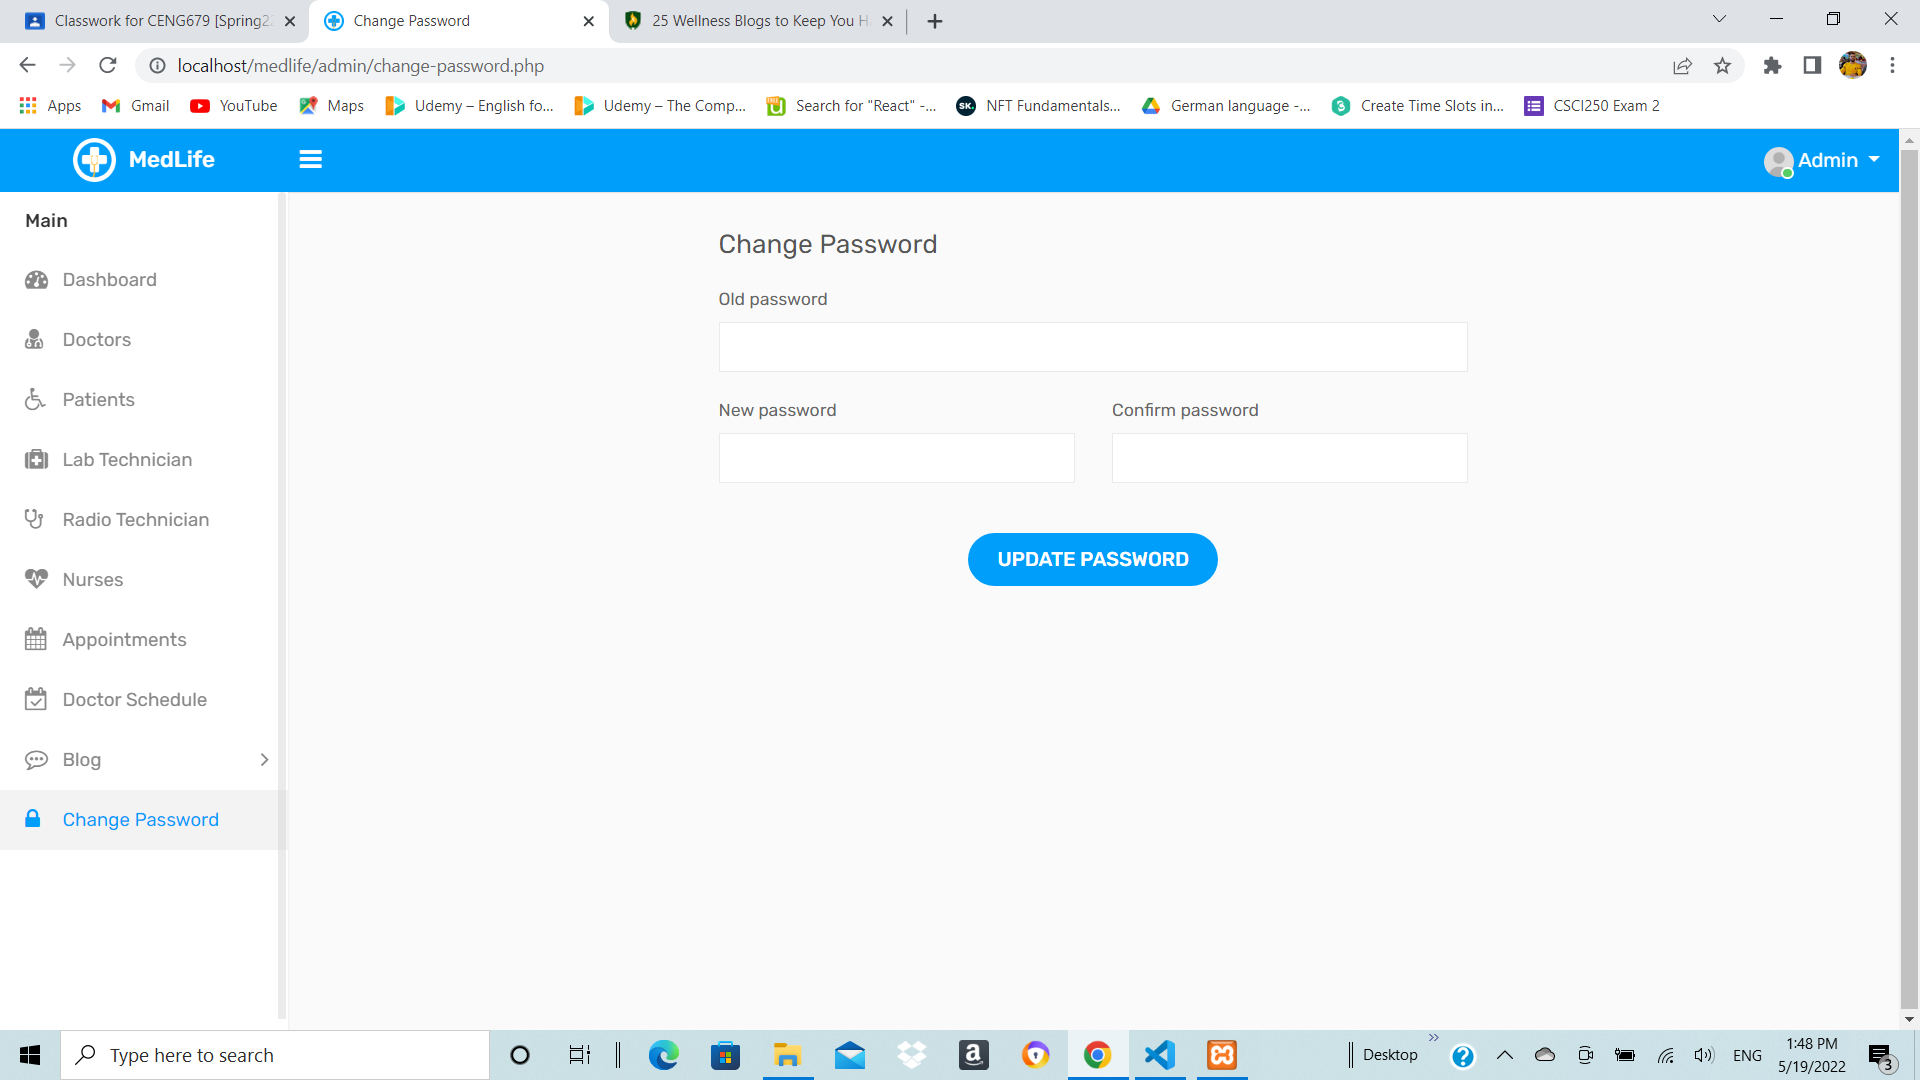 Classwork for CENG679 [Spring22
Change Password
25 Wellness Blogs to Keep You H
localhost/medlife/admin/change-password.php
Apps
Gmail
YouTube
Maps
Udemy – English fo...
Udemy – The Comp...
Search for "React" -...
SK.
NFT Fundamentals...
German language -...
Create Time Slots in...
CSCI250 Exam 2
MedLife
Admin
Main
Dashboard
Doctors
Patients
Lab Technician
Radio Technician
Nurses
Appointments
Doctor Schedule
Blog
Change Password
Change Password
Old password
New password
Confirm password
UPDATE PASSWORD
Type here to search
Desktop
ENG
1:48 PM
5/19/2022
3